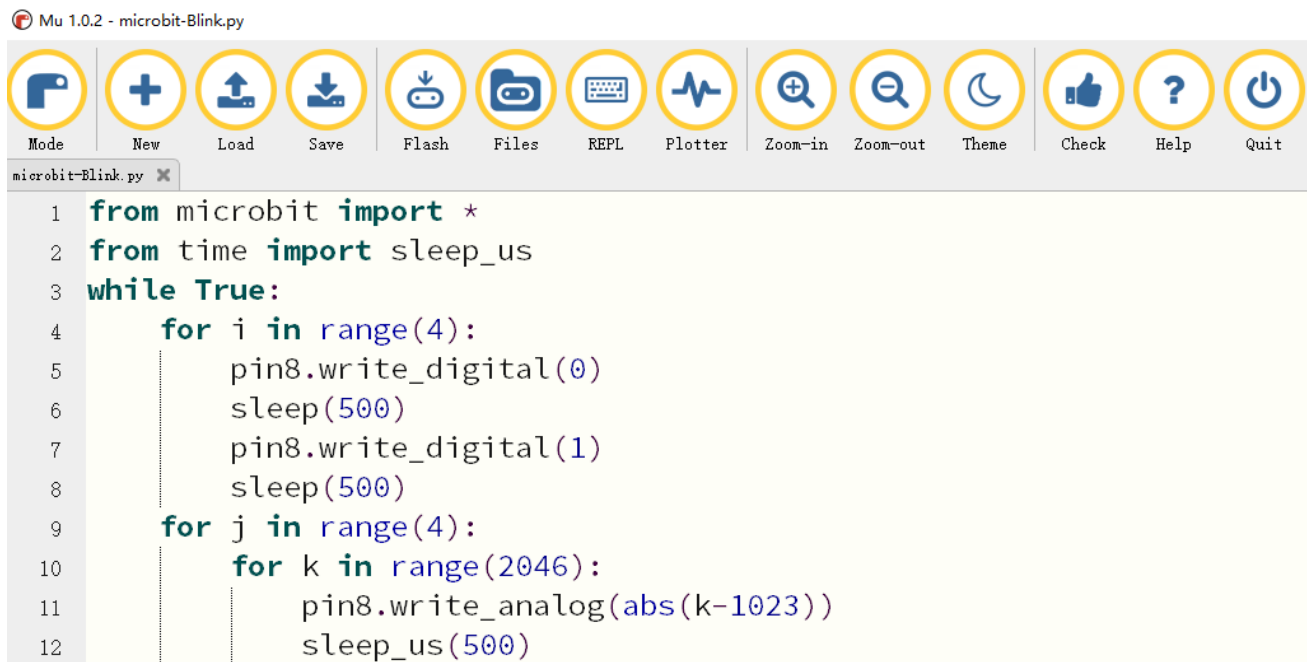 Mu 1.0.2 - microbit-Blink.py
Mode New Load Save Flash Files REPL Plotter Zoom-in Zoom-out Theme Check Help Quit
microbit-Blink.py
1 from microbit import *
2 from time import sleep_us
3 while True:
4     for i in range(4):
5         pin8.write_digital(0)
6         sleep(500)
7         pin8.write_digital(1)
8         sleep(500)
9     for j in range(4):
10         for k in range(2046):
11             pin8.write_analog(abs(k-1023))
12             sleep_us(500)